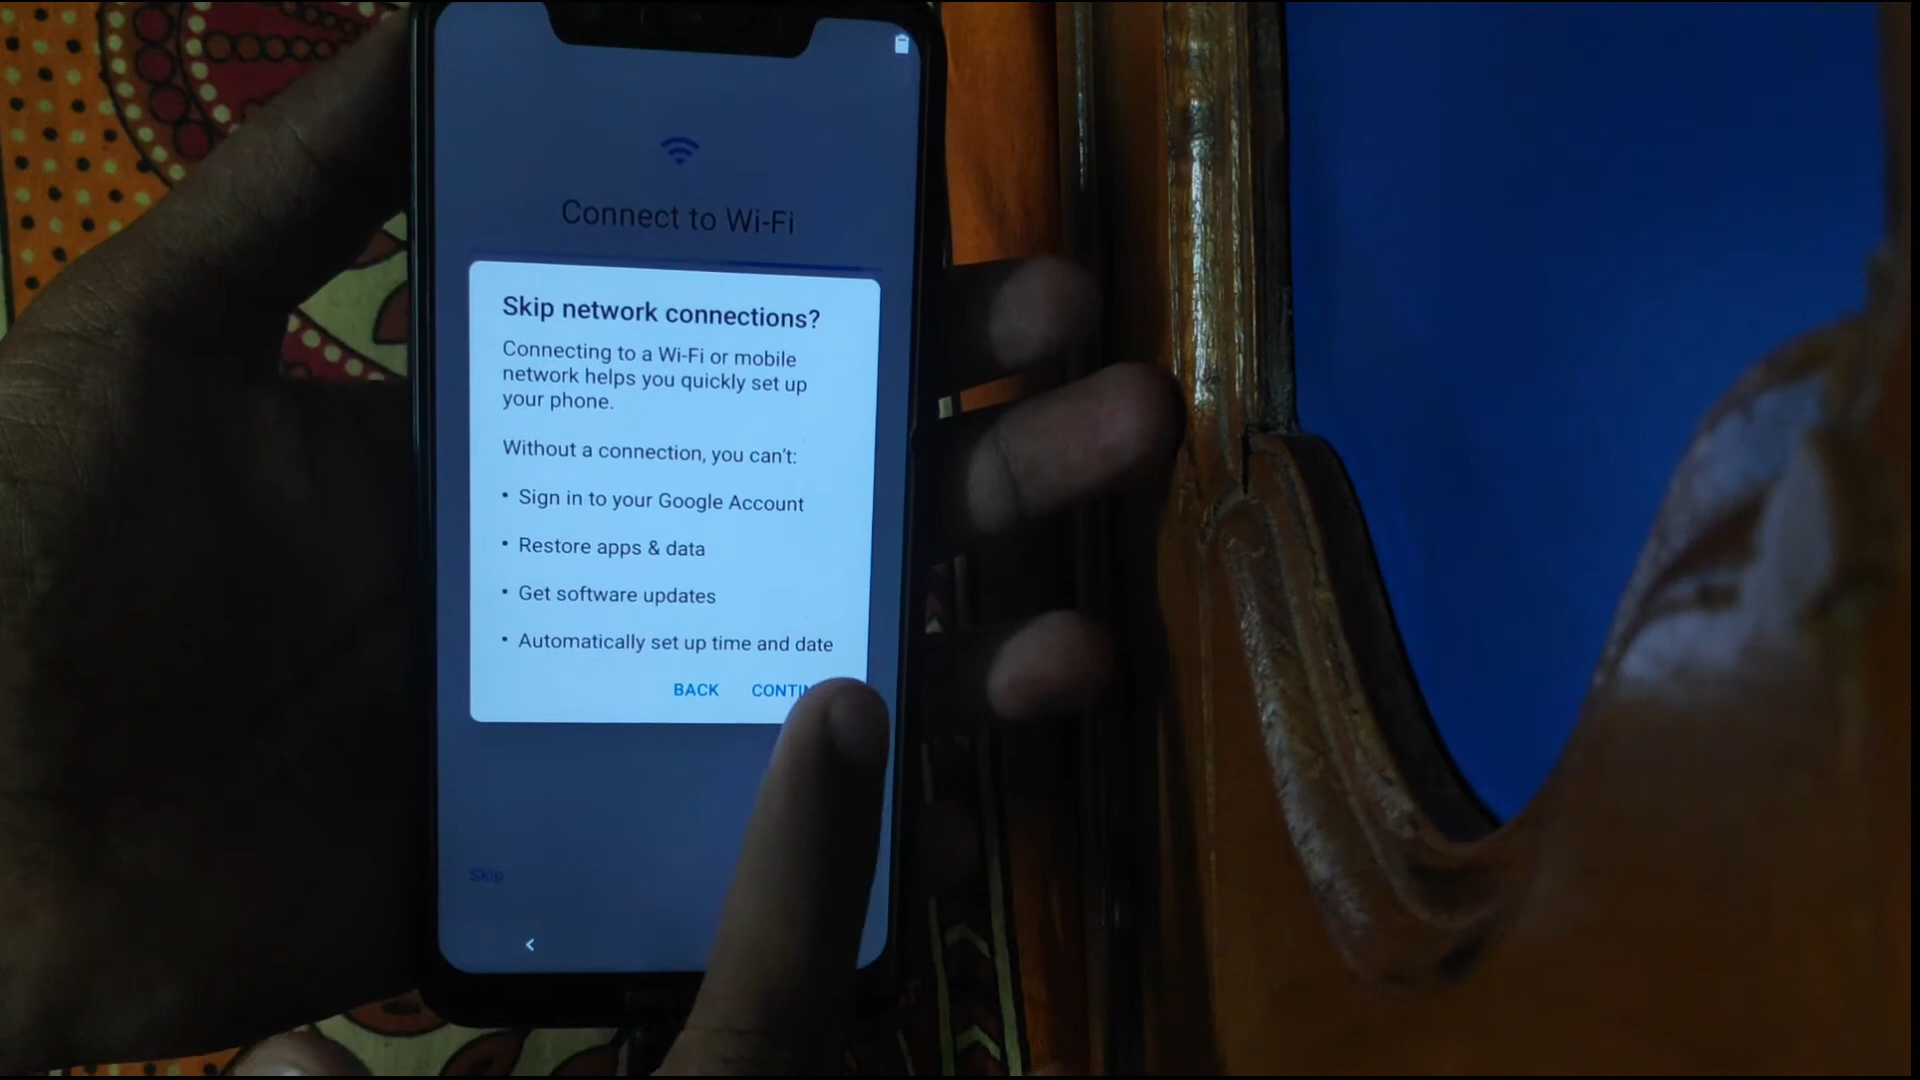 Connect to Wi-Fi
Skip network connections?
Connecting to a Wi-Fi or mobile
network helps you quickly set up
your phone.
Without a connection, you can't:
• Sign in to your Google Account
• Restore apps & data
• Get software updates
• Automatically set up time and date
BACK
Skip